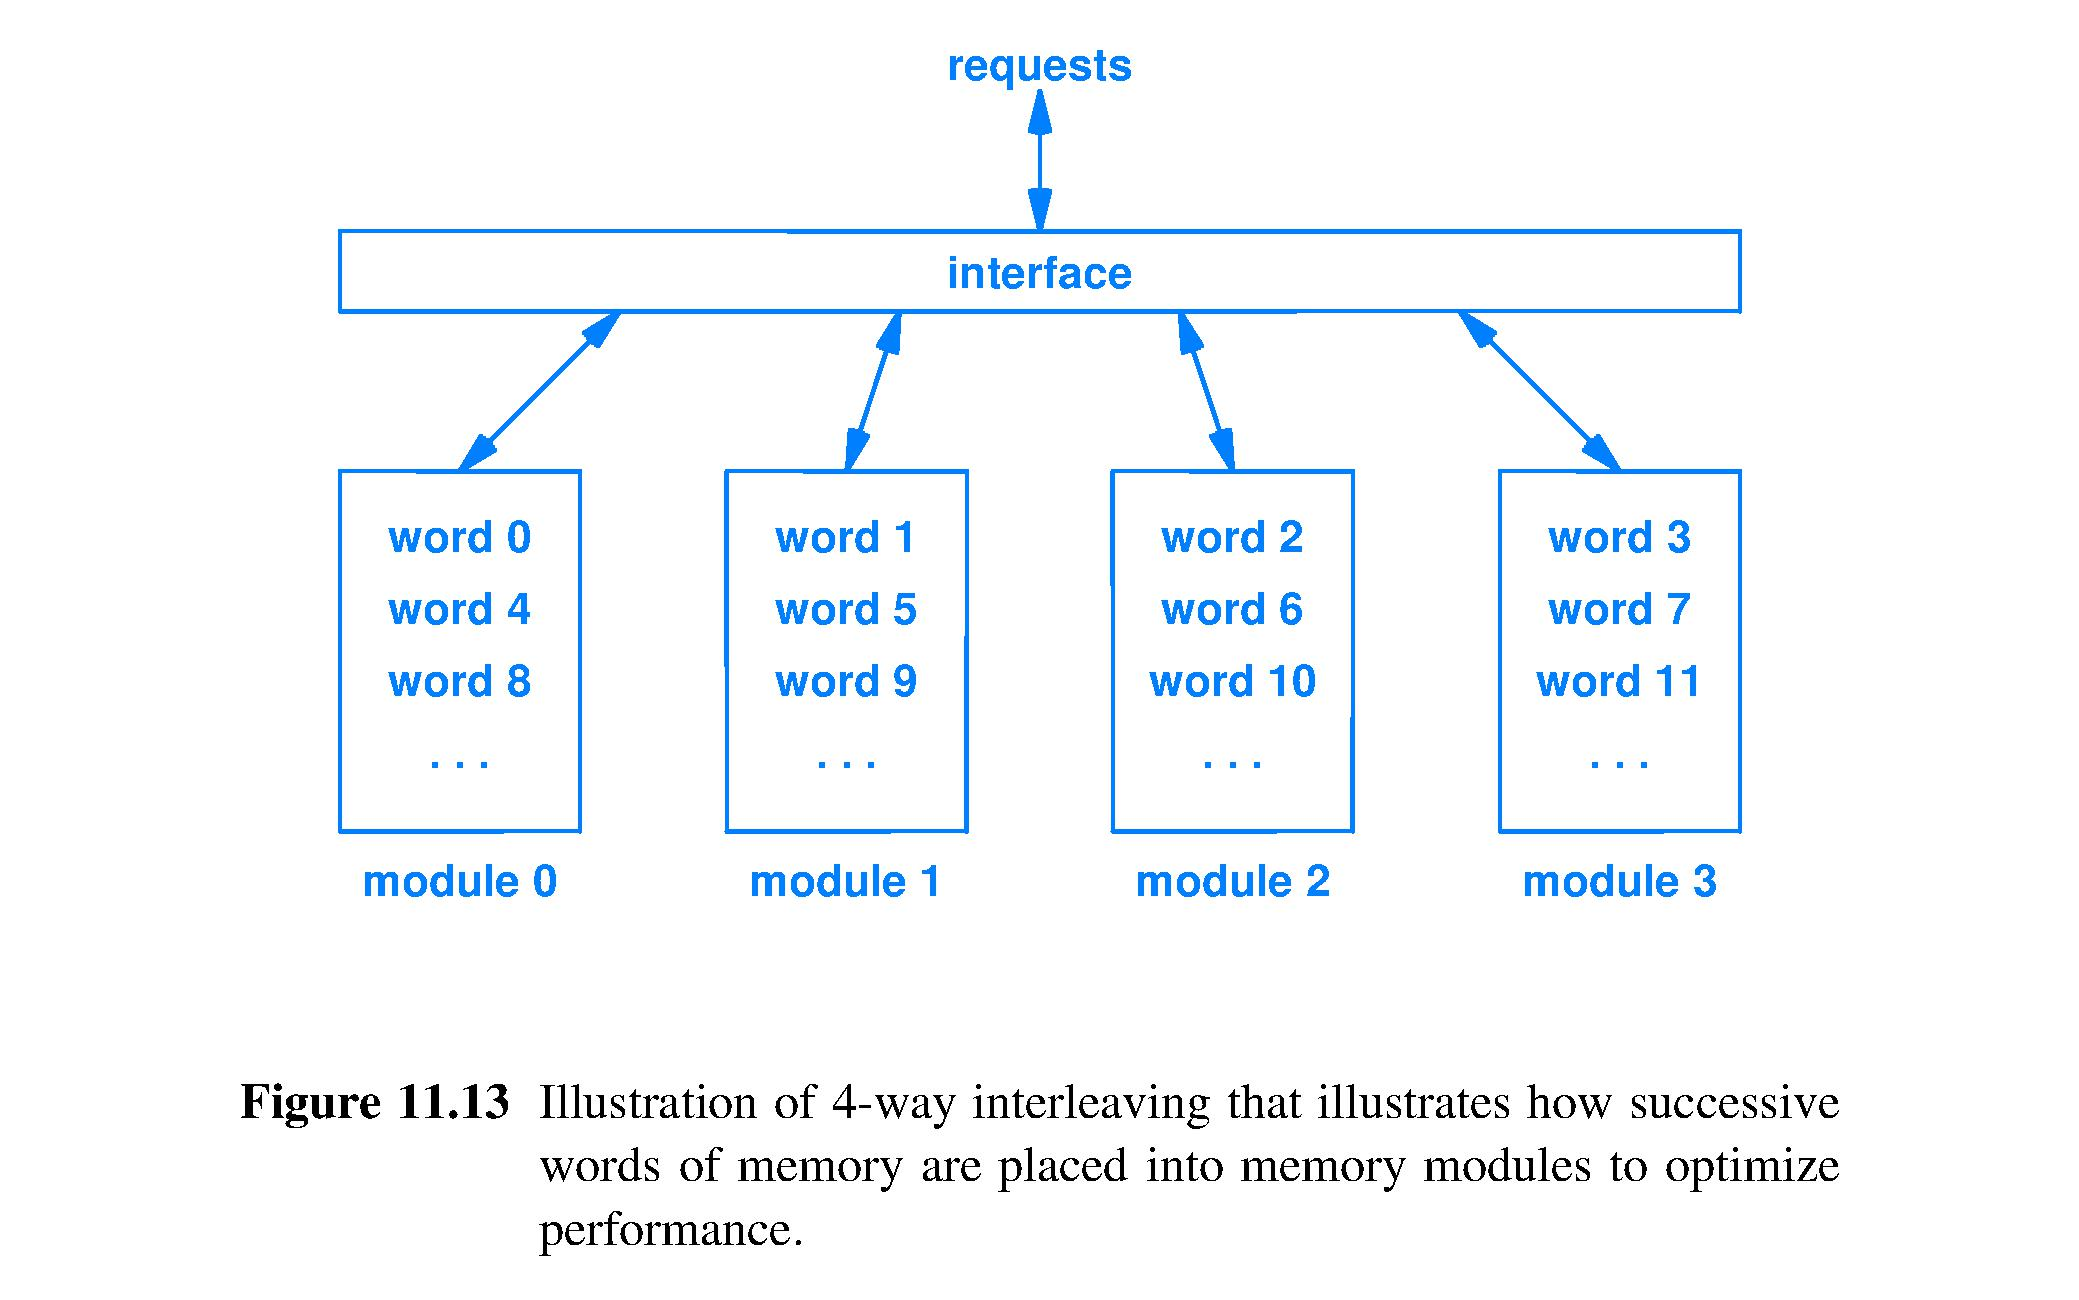 requests
interface
word 0 word 1 word 2 word 3
word 4 word 5 word 6 word 7
word 8 word 9 word 10 word 11
. . . . . . . . . . . .
module 0 module 1 module 2 module 3
Figure 11.13 Illustration of 4-way interleaving that illustrates how successive
words of memory are placed into memory modules to optimize
performance.